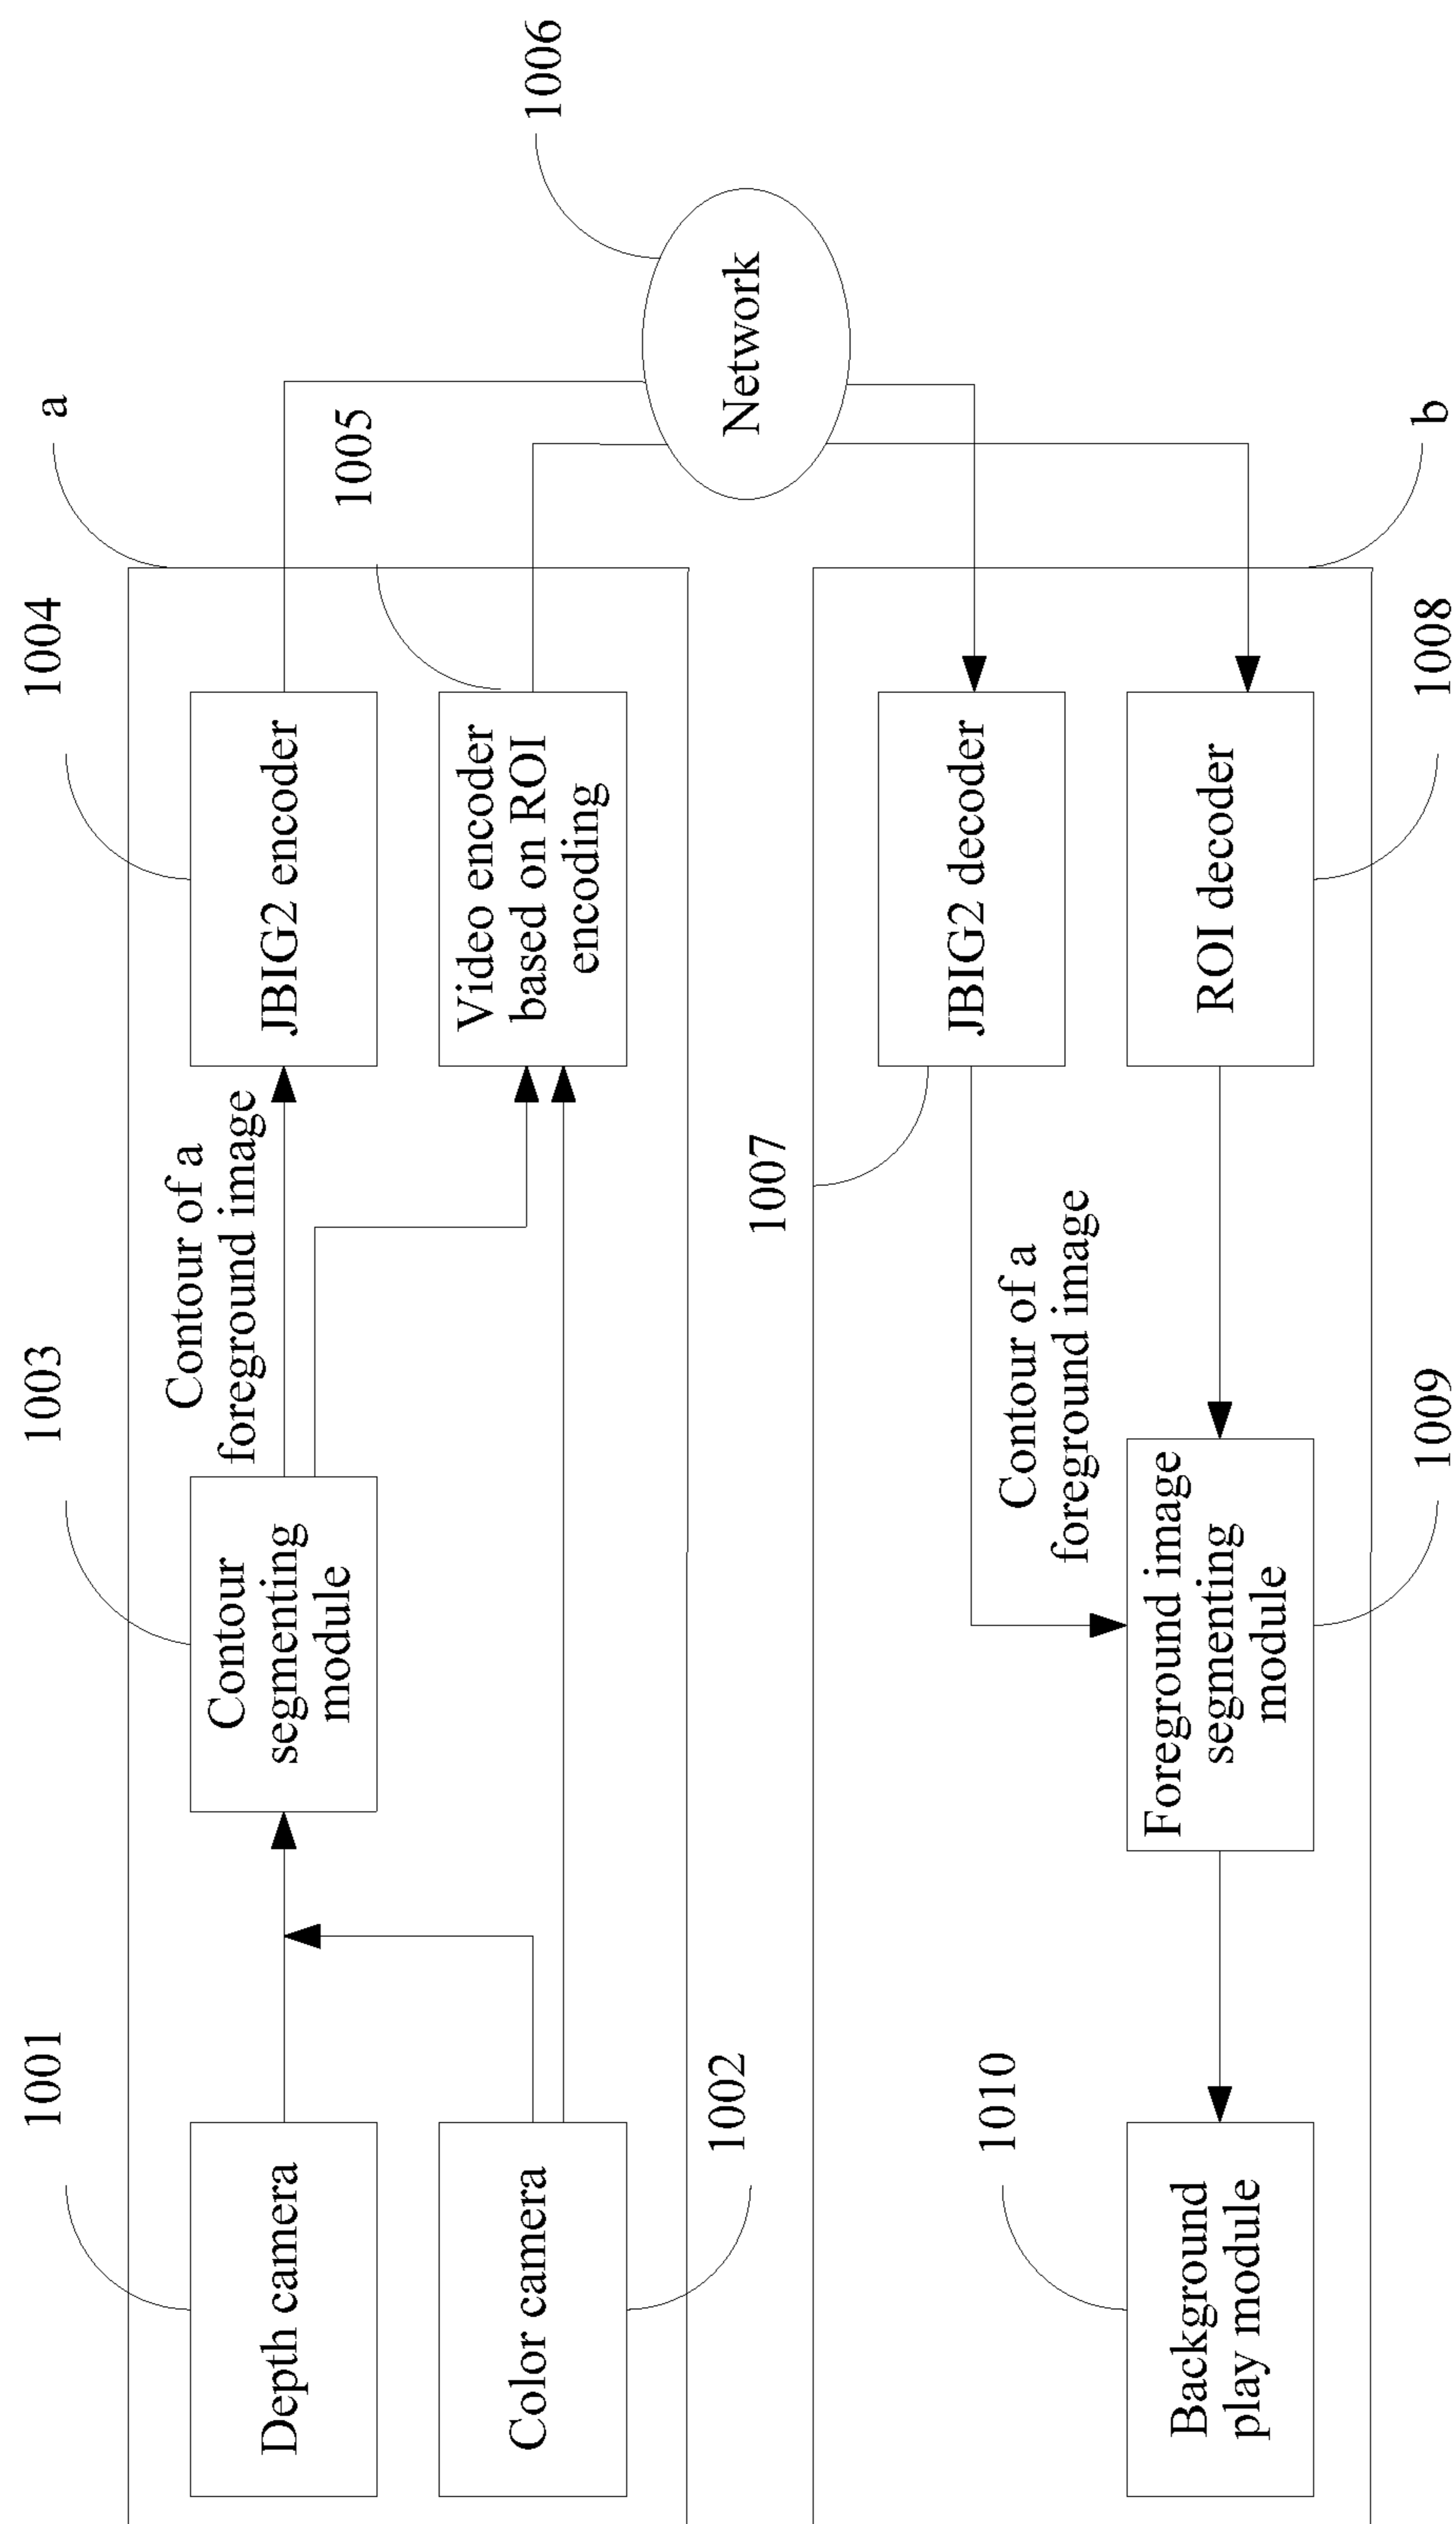 1001
1003
1004
a
Depth camera
Contour
segmenting
module
Contour of a
foreground image
JBIG2 encoder
1005
1006
Color camera
Video encoder
based on ROI
encoding
1002
Network
1007
JBIG2 decoder
1010
Contour of a
foreground image
Background
play module
Foreground image
segmenting
module
ROI decoder
1009
1008
b